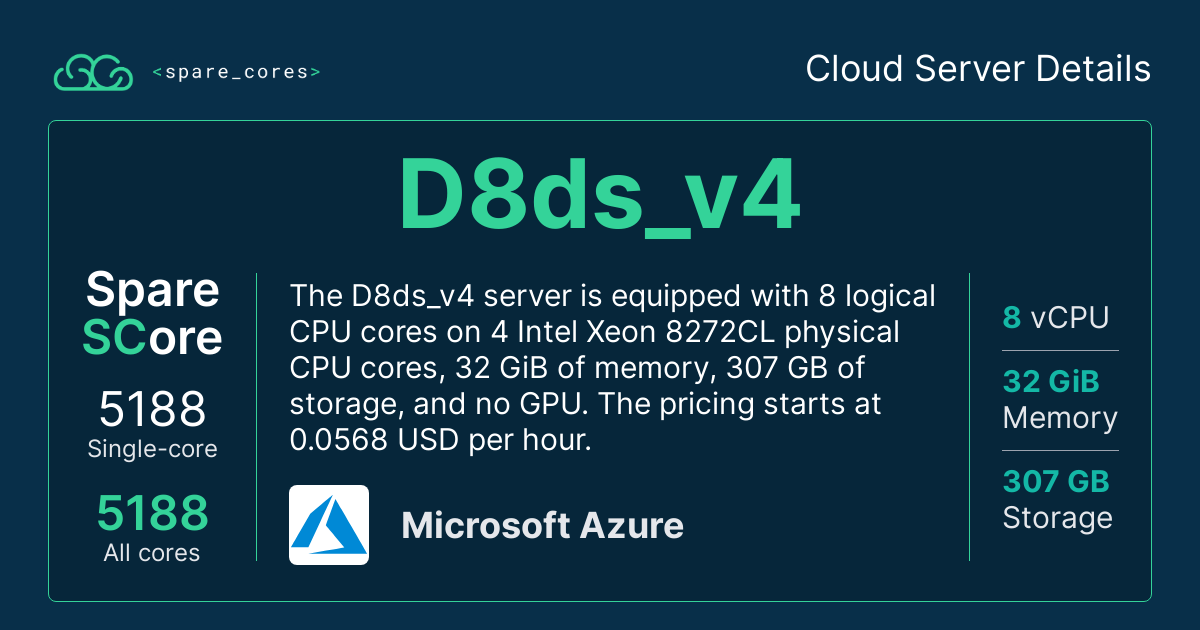 <spare_cores>
Cloud Server Details
D8ds_v4
Spare
SCore
5188
Single-core
5188
All cores
The D8ds_v4 server is equipped with 8 logical
CPU cores on 4 Intel Xeon 8272CL physical
CPU cores, 32 GiB of memory, 307 GB of
storage, and no GPU. The pricing starts at
0.0568 USD per hour.
Microsoft Azure
8 vCPU
32 GiB
Memory
307 GB
Storage